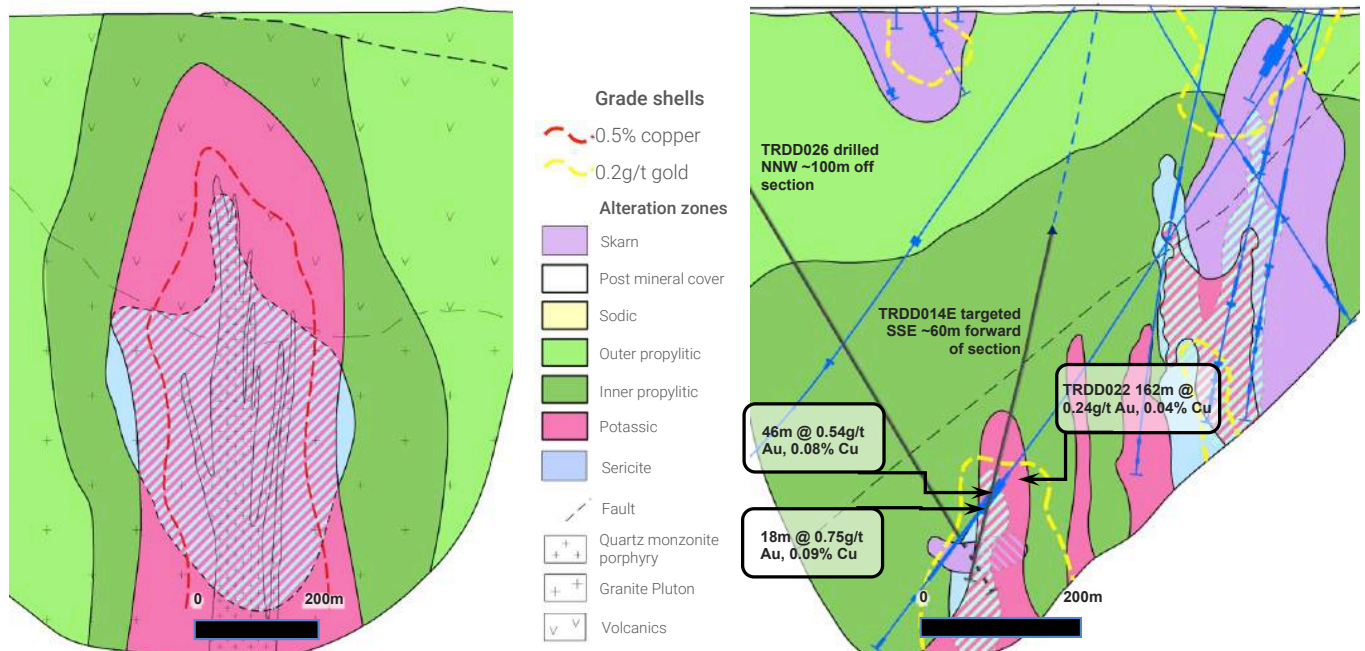 0
200m
Grade shells
0.5% copper
0.2g/t gold
Alteration zones
Skarn
Post mineral cover
Sodic
Outer propylitic
Inner propylitic
Potassic
Sericite
Fault
Quartz monzonite
porphyry
Granite Pluton
Volcanics
TRDD026 drilled
NNW ~100m off
section
TRDD014E targeted
SSE ~60m forward
of section
TRDD022 162m @
0.24g/t Au, 0.04% Cu
46m @ 0.54g/t
Au, 0.08% Cu
18m @ 0.75g/t
Au, 0.09% Cu
0
200m